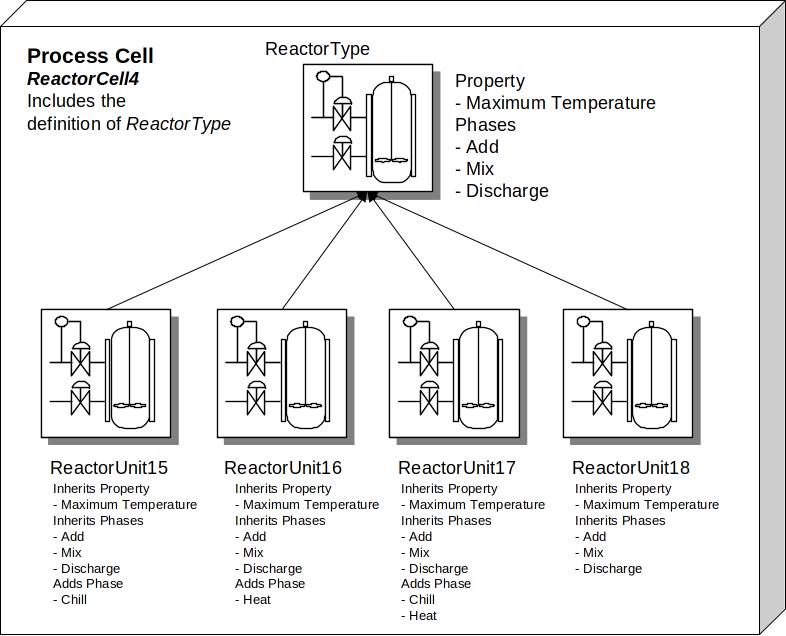 Process Cell
ReactorCell4
Includes the
definition of ReactorType
ReactorType
Property
- Maximum Temperature
Phases
- Add
- Mix
- Discharge
ReactorUnit15
Inherits Property
- Maximum Temperature
Inherits Phases
- Add
- Mix
- Discharge
Adds Phase
- Chill
ReactorUnit16
Inherits Property
- Maximum Temperature
Inherits Phases
- Add
- Mix
- Discharge
Adds Phase
- Heat
ReactorUnit17
Inherits Property
- Maximum Temperature
Inherits Phases
- Add
- Mix
- Discharge
Adds Phase
- Chill
- Heat
ReactorUnit18
Inherits Property
- Maximum Temperature
Inherits Phases
- Add
- Mix
- Discharge